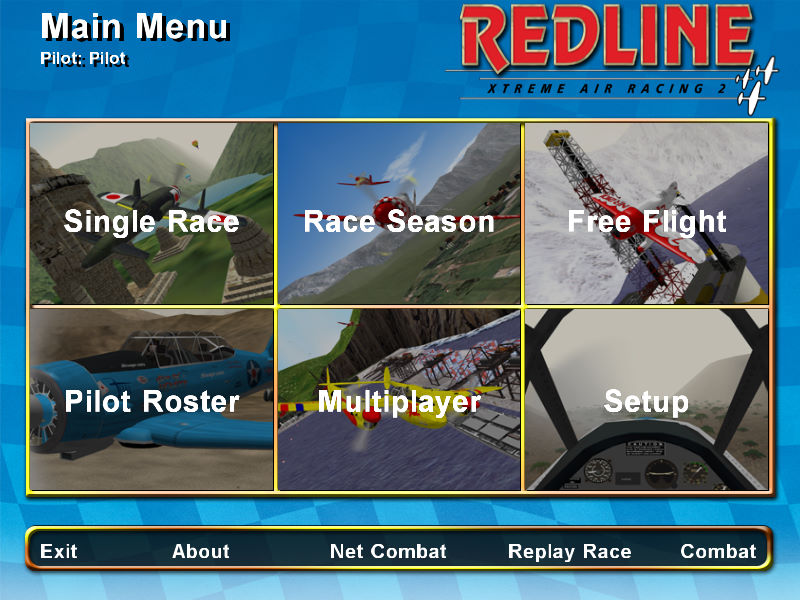 Main Menu
Pilot: Pilot
REDLINE
XTREME AIR RACING 2
Single Race
Race Season
Free Flight
Pilot Roster
Multiplayer
Setup
CAUTION
Exit
About
Net Combat
Replay Race
Combat